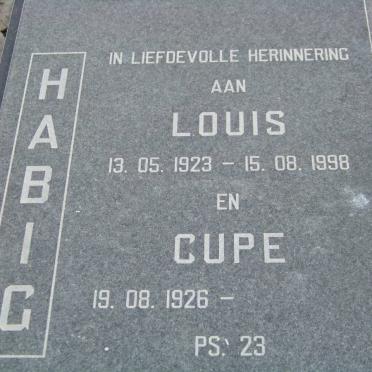 HABIG
IN LIEFDEVOLLE HERINNERING
AAN
LOUIS
13. 05. 1923 – 15. 08. 1998
EN
CUPE
19. 08. 1926 –
PS. 23